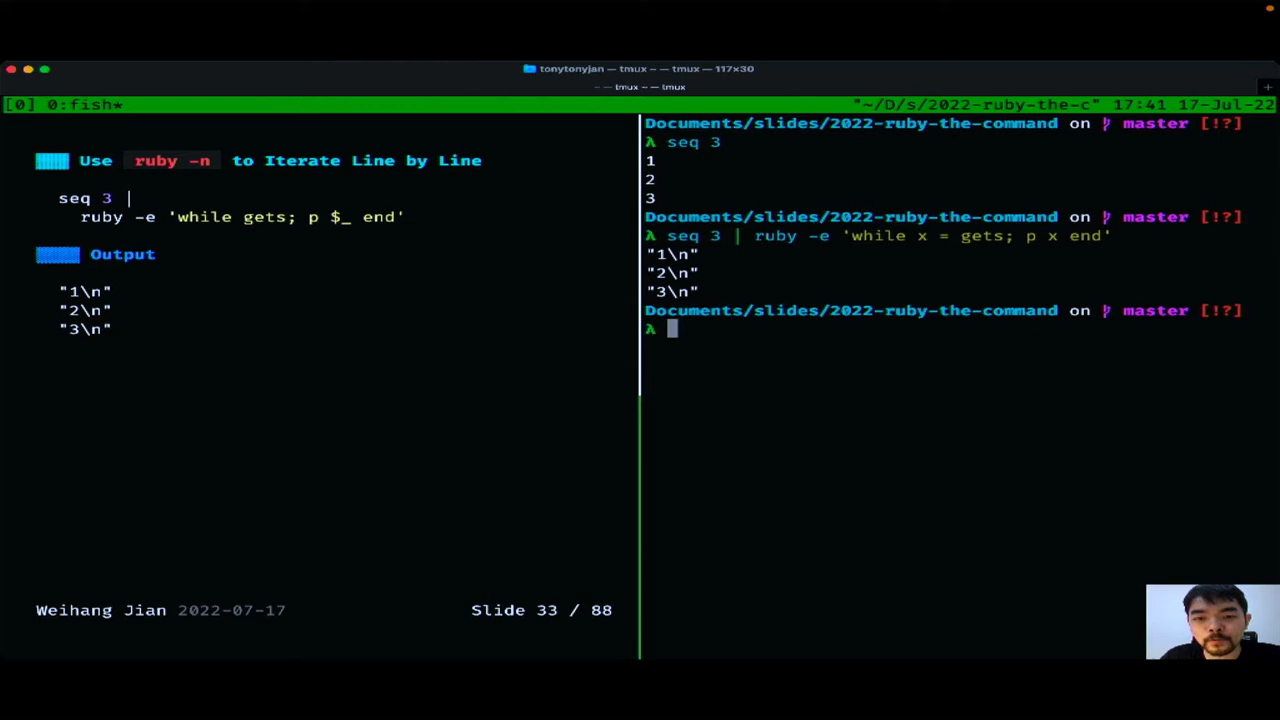 tonytonyjan — tmux - — tmux — 117×30
- — tmux — — tmux
[0] 0:fish* "~/D/s/2022-ruby-the-c" 17:41 17-Jul-22
Use ruby -n to Iterate Line by Line
seq 3 |
ruby -e 'while gets; p $_ end'
Output
"1\n"
"2\n"
"3\n"
Weihang Jian 2022-07-17 Slide 33 / 88
Documents/slides/2022-ruby-the-command on master [!?]
λ seq 3
1
2
3
Documents/slides/2022-ruby-the-command on master [!?]
λ seq 3 | ruby -e 'while x = gets; p x end'
"1\n"
"2\n"
"3\n"
Documents/slides/2022-ruby-the-command on master [!?]
λ